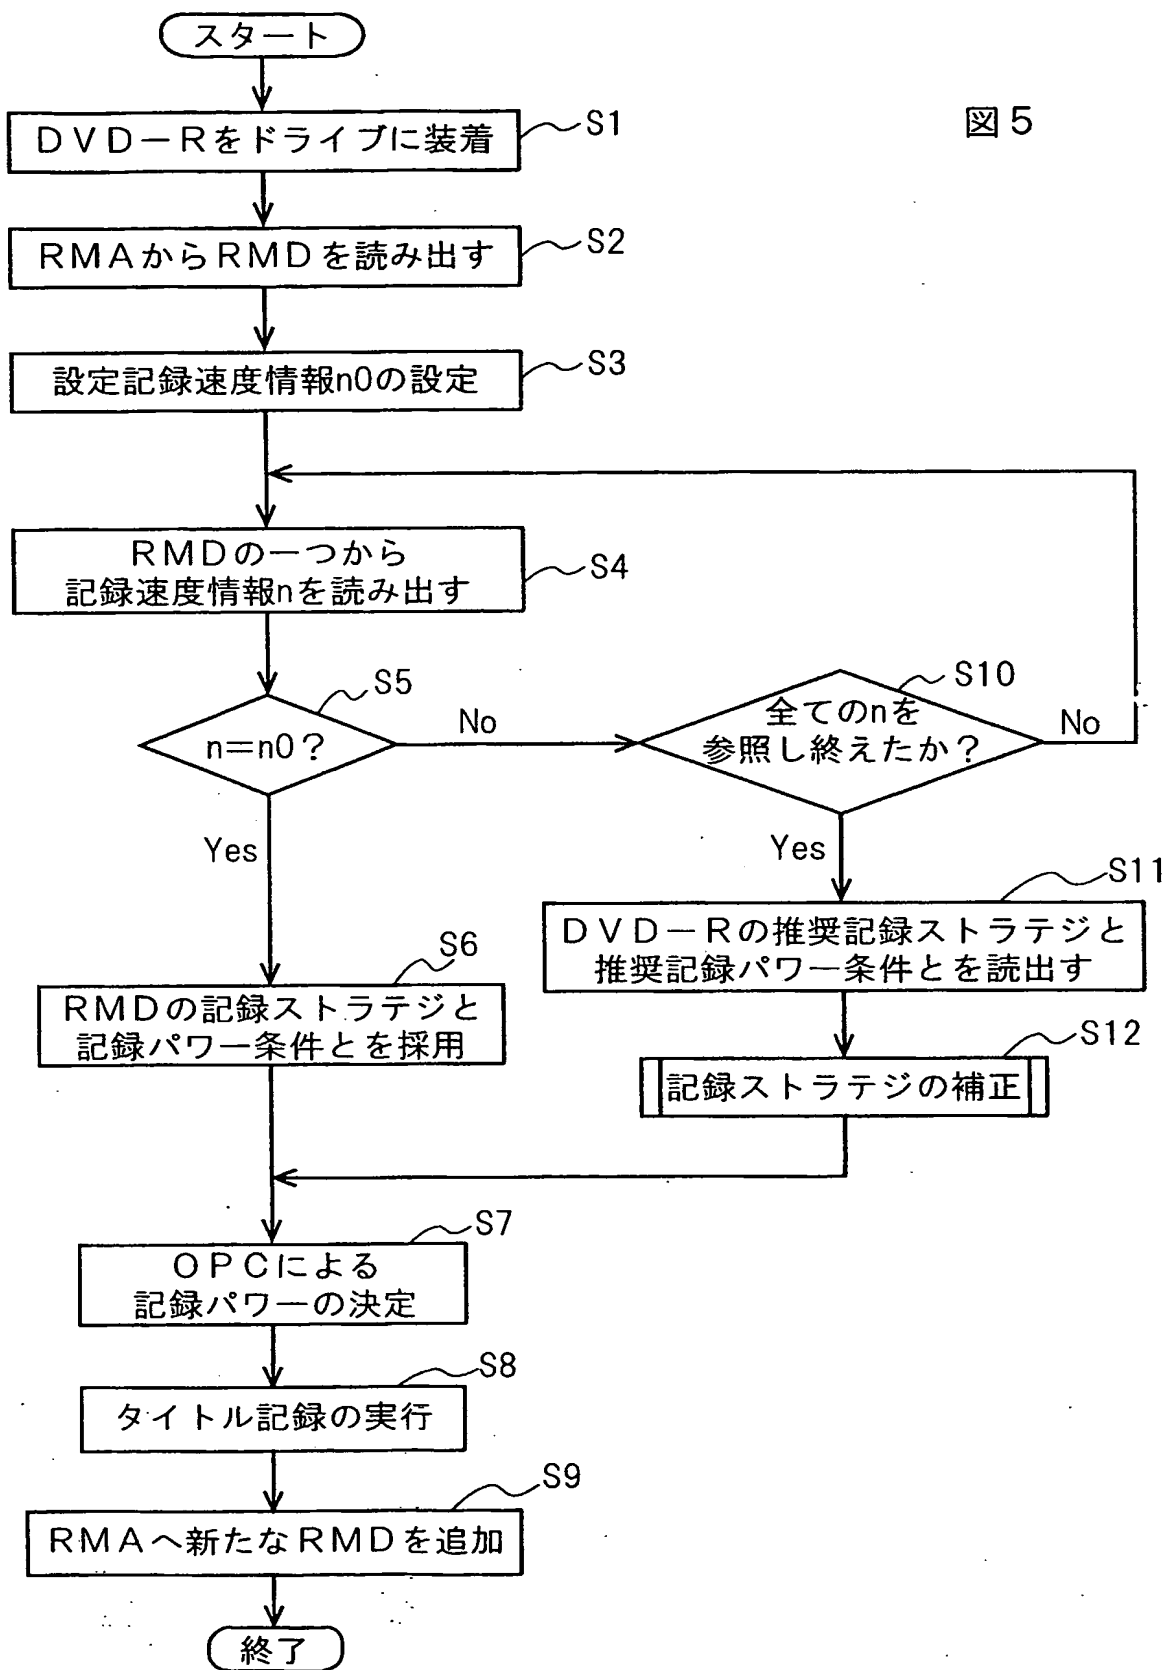 スタート
図5
DVD－Rをドライブに装着
S1
RMAからRMDを読み出す
S2
設定記録速度情報n0の設定
S3
RMDの一つから
記録速度情報nを読み出す
S4
n＝n0？
S5
No
Yes
全てのnを
参照し終えたか？
S10
No
Yes
DVD－Rの推奨記録ストラテジと
推奨記録パワー条件とを読出す
S11
RMDの記録ストラテジと
記録パワー条件とを採用
S6
記録ストラテジの補正
S12
OPCによる
記録パワーの決定
S7
タイトル記録の実行
S8
RMAへ新たなRMDを追加
S9
終了